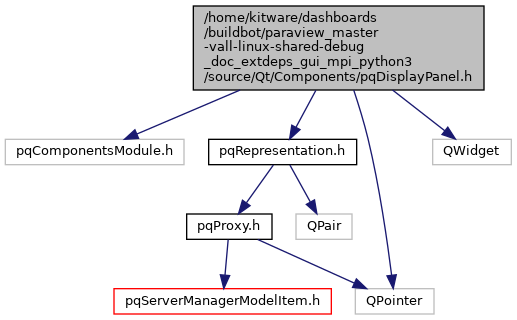 /home/kitware/dashboards
/buildbot/paraview_master
-vall-linux-shared-debug
_doc_extdeps_gui_mpi_python3
/source/Qt/Components/pqDisplayPanel.h
pqComponentsModule.h
pqRepresentation.h
QWidget
pqProxy.h
QPair
pqServerManagerModelItem.h
QPointer